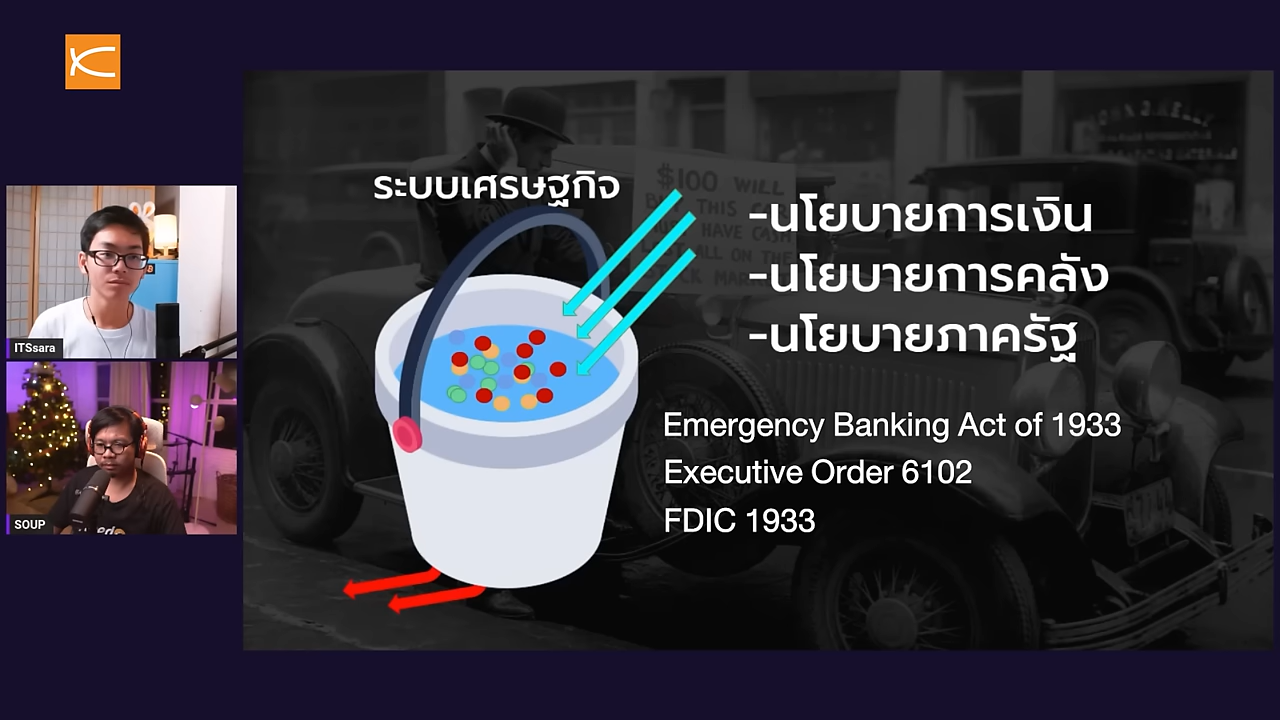 ระบบเศรษฐกิจ
$100 WILL
-นโยบายการเงิน
-นโยบายการคลัง
-นโยบายภาครัฐ
Emergency Banking Act of 1933
Executive Order 6102
FDIC 1933
ITSsara
SOUP